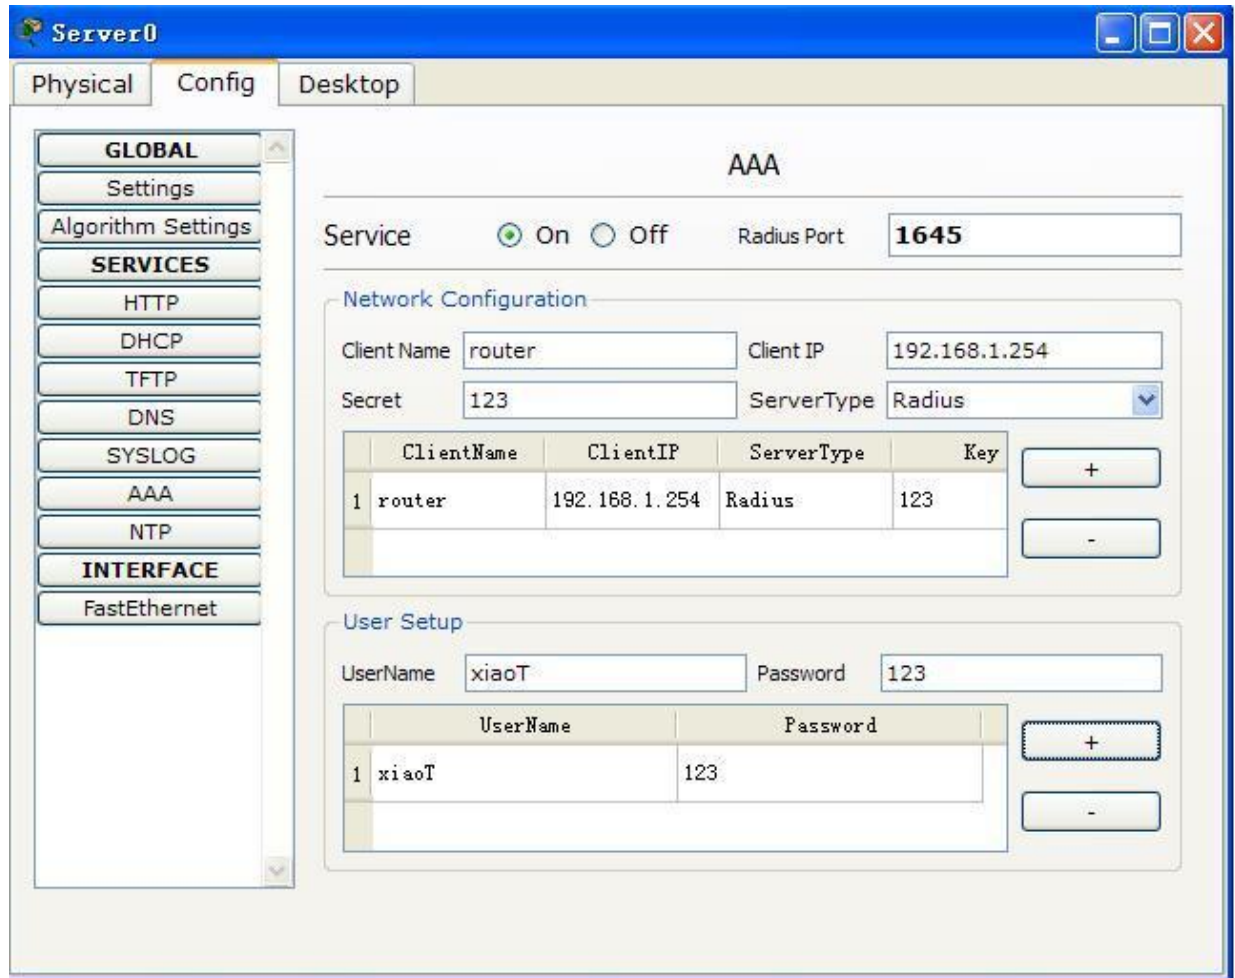 Server0
Physical Config Desktop
GLOBAL
Settings
Algorithm Settings
SERVICES
HTTP
DHCP
TFTP
DNS
SYSLOG
AAA
NTP
INTERFACE
FastEthernet
AAA
Service On Off Radius Port 1645
Network Configuration
Client Name router Client IP 192.168.1.254
Secret 123 ServerType Radius
ClientName ClientIP ServerType Key
1 router 192.168.1.254 Radius 123
+
-
User Setup
UserName xiaoT Password 123
UserName Password
1 xiaoT 123
+
-